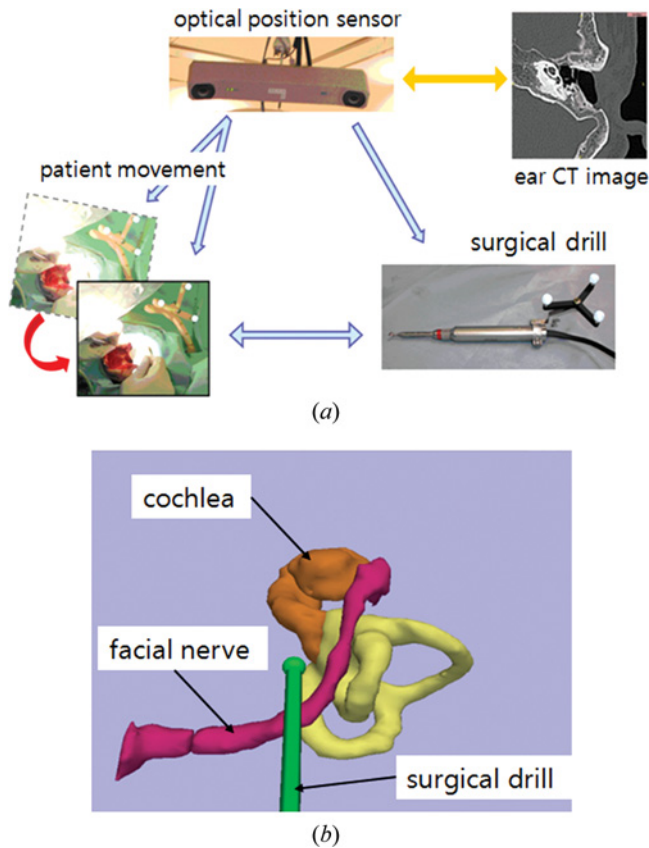 optical position sensor
patient movement
ear CT image
surgical drill
(a)
cochlea
facial nerve
surgical drill
(b)